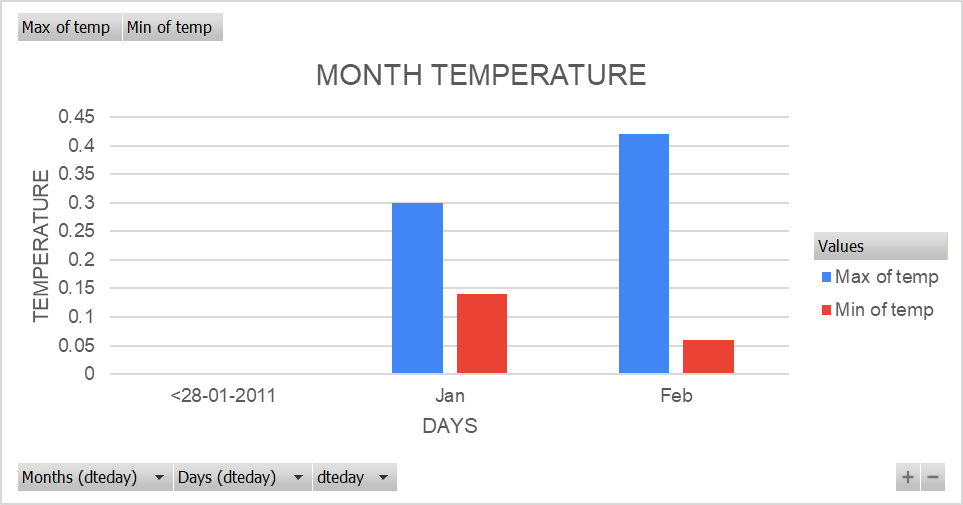 Max of temp Min of temp
MONTH TEMPERATURE
0.45
0.4
0.35
0.3
0.25
0.2
0.15
0.1
0.05
0
TEMPERATURE
<28-01-2011 Jan Feb
DAYS
Values
Max of temp
Min of temp
Months (dteday) Days (dteday) dteday
+ −